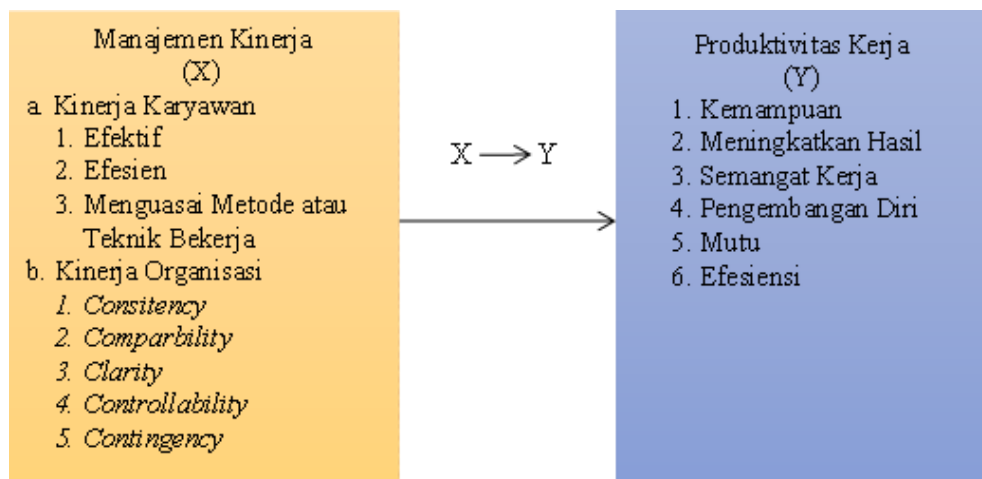 Manajemen Kinerja
(X)
a. Kinerja Karyawan
1. Efektif
2. Efesien
3. Menguasai Metode atau
Teknik Bekerja
b. Kinerja Organisasi
1. Consitency
2. Comparbility
3. Clarity
4. Controllability
5. Contingency
X → Y
Produktivitas Kerja
(Y)
1. Kemampuan
2. Meningkatkan Hasil
3. Semangat Kerja
4. Pengembangan Diri
5. Mutu
6. Efesiensi